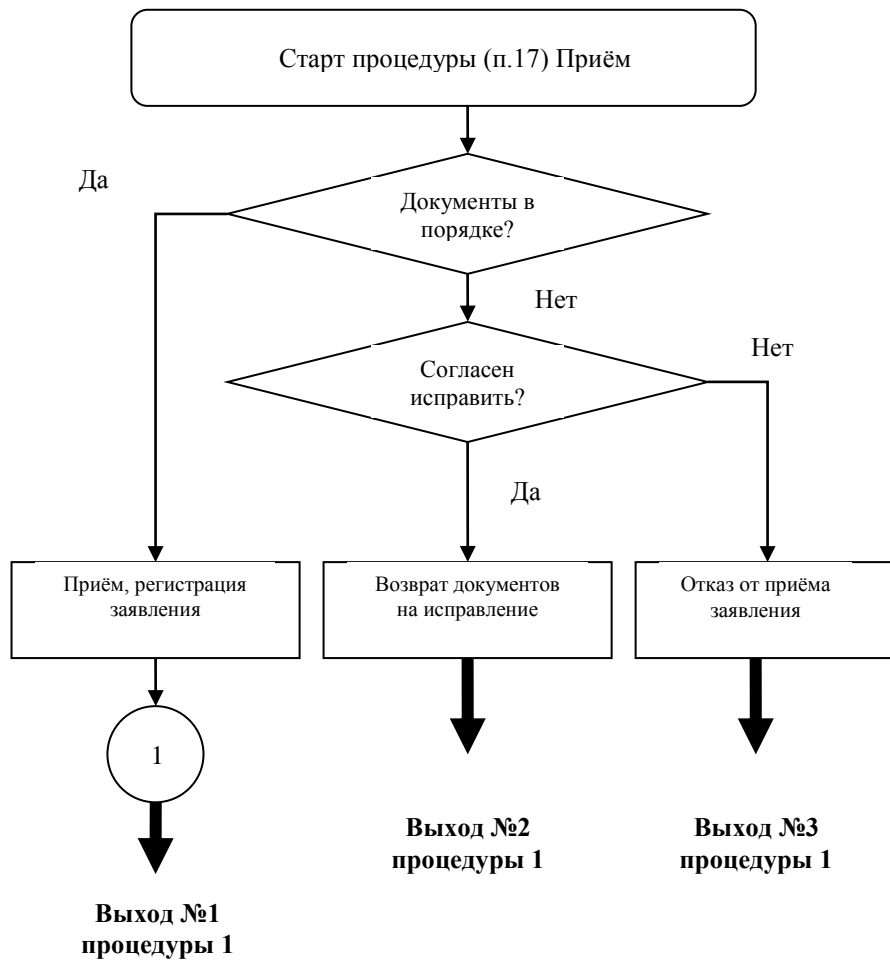 Старт процедуры (п.17) Приём
Да
Документы в
порядке?
Нет
Нет
Согласен
исправить?
Да
Приём, регистрация
заявления
Возврат документов
на исправление
Отказ от приёма
заявления
1
Выход №2
процедуры 1
Выход №3
процедуры 1
Выход №1
процедуры 1